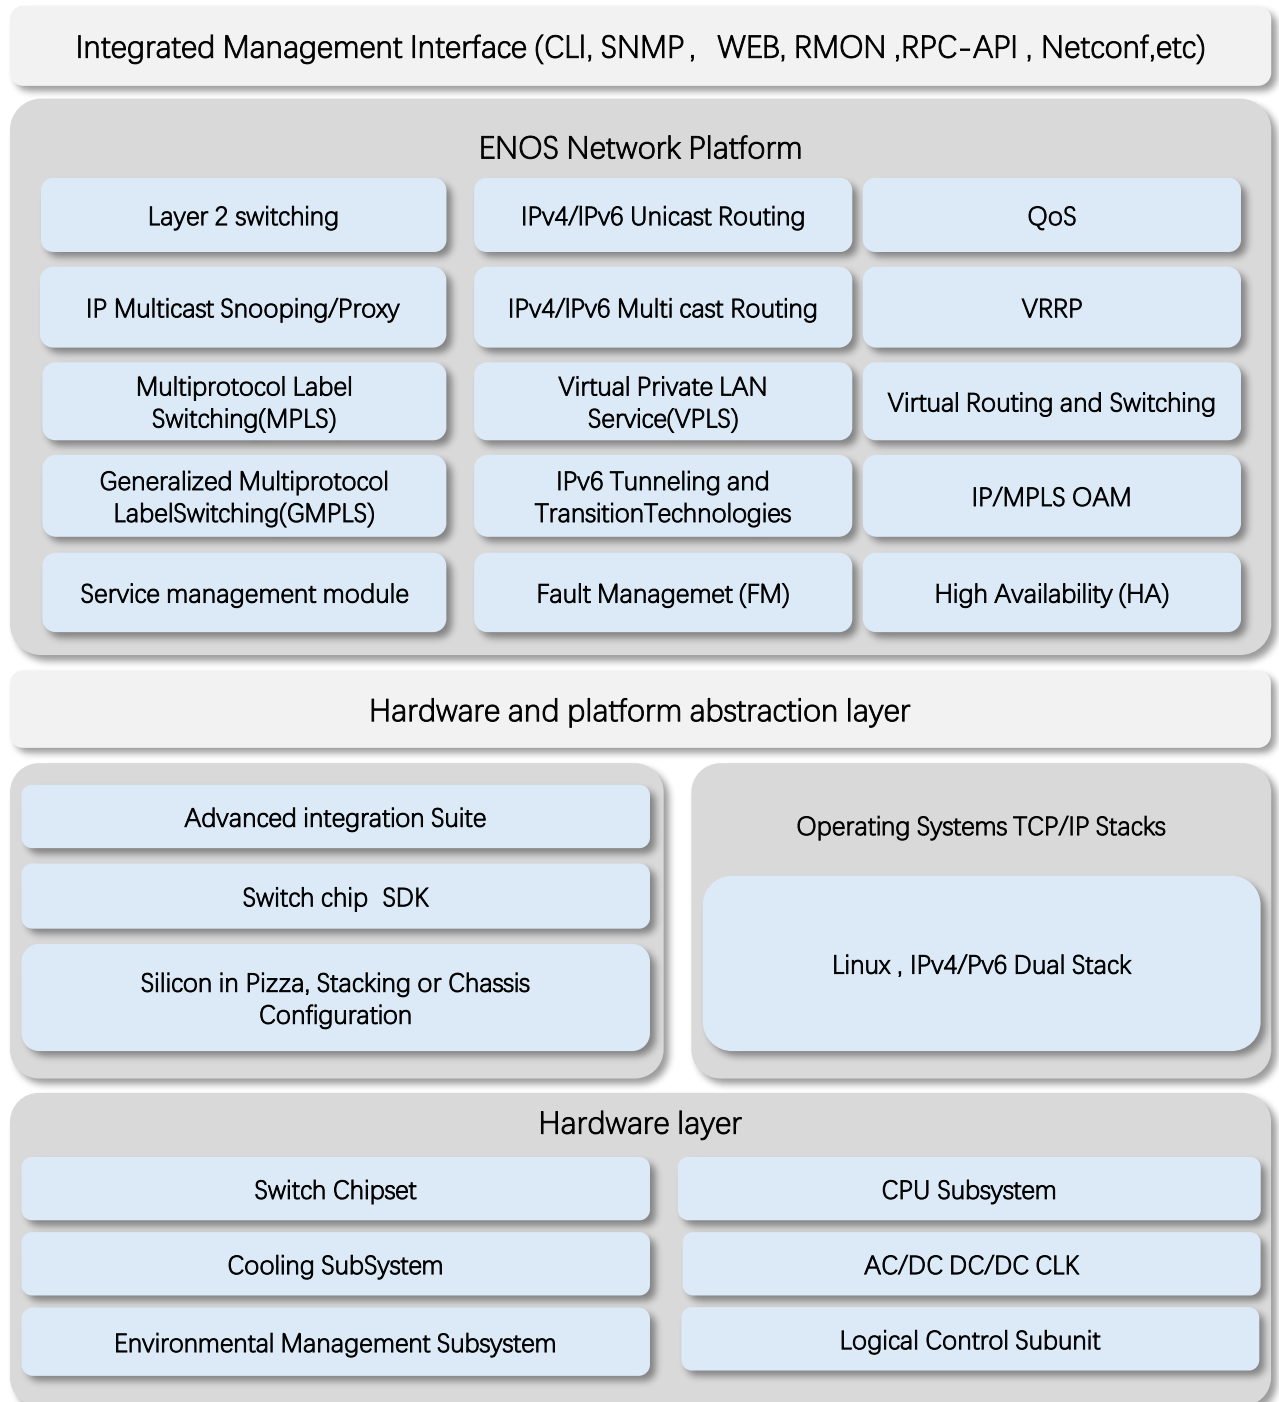 Integrated Management Interface (CLI, SNMP, WEB, RMON ,RPC-API , Netconf,etc)
ENOS Network Platform
Layer 2 switching
IPv4/IPv6 Unicast Routing
QoS
IP Multicast Snooping/Proxy
IPv4/IPv6 Multi cast Routing
VRRP
Multiprotocol Label
Switching(MPLS)
Virtual Private LAN
Service(VPLS)
Virtual Routing and Switching
Generalized Multiprotocol
LabelSwitching(GMPLS)
IPv6 Tunneling and
TransitionTechnologies
IP/MPLS OAM
Service management module
Fault Managemet (FM)
High Availability (HA)
Hardware and platform abstraction layer
Advanced integration Suite
Switch chip SDK
Silicon in Pizza, Stacking or Chassis
Configuration
Operating Systems TCP/IP Stacks
Linux , IPv4/Pv6 Dual Stack
Hardware layer
Switch Chipset
CPU Subsystem
Cooling SubSystem
AC/DC DC/DC CLK
Environmental Management Subsystem
Logical Control Subunit